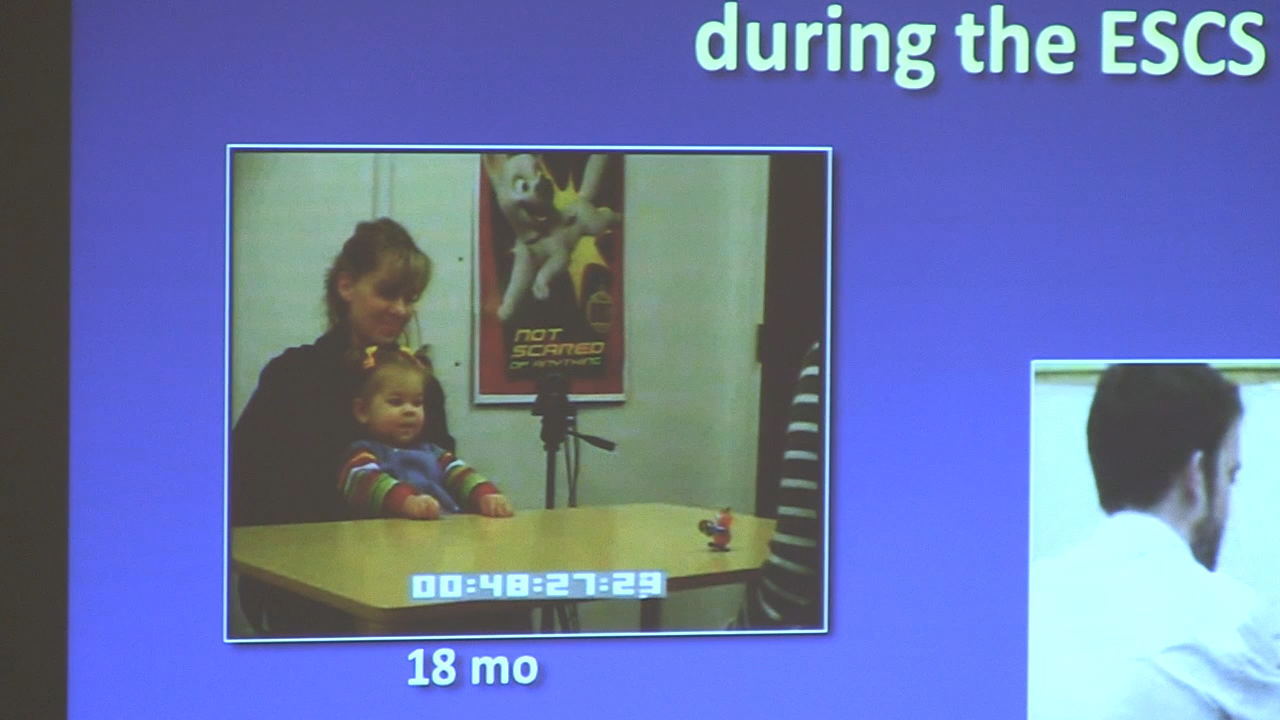 during the ESCS
NOT
SCARED
OF ANYTHING
00:48:27:29
18 mo